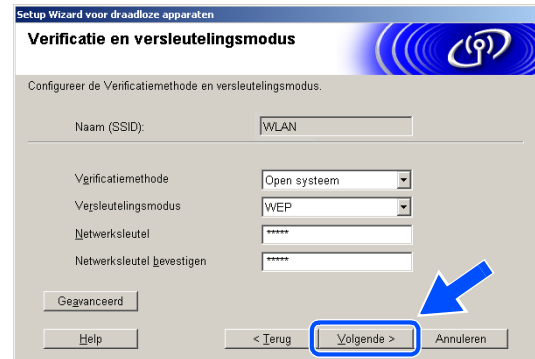 Setup Wizard voor draadloze apparaten
Verificatie en versleutelingsmodus
Configureer de Verificatiemethode en versleutelingsmodus.
Naam (SSID): WLAN
Verificatiemethode Open systeem
Versleutelingsmodus WEP
Netwerksleutel *****
Netwerksleutel bevestigen *****
Geavanceerd
Help < Terug Volgende > Annuleren